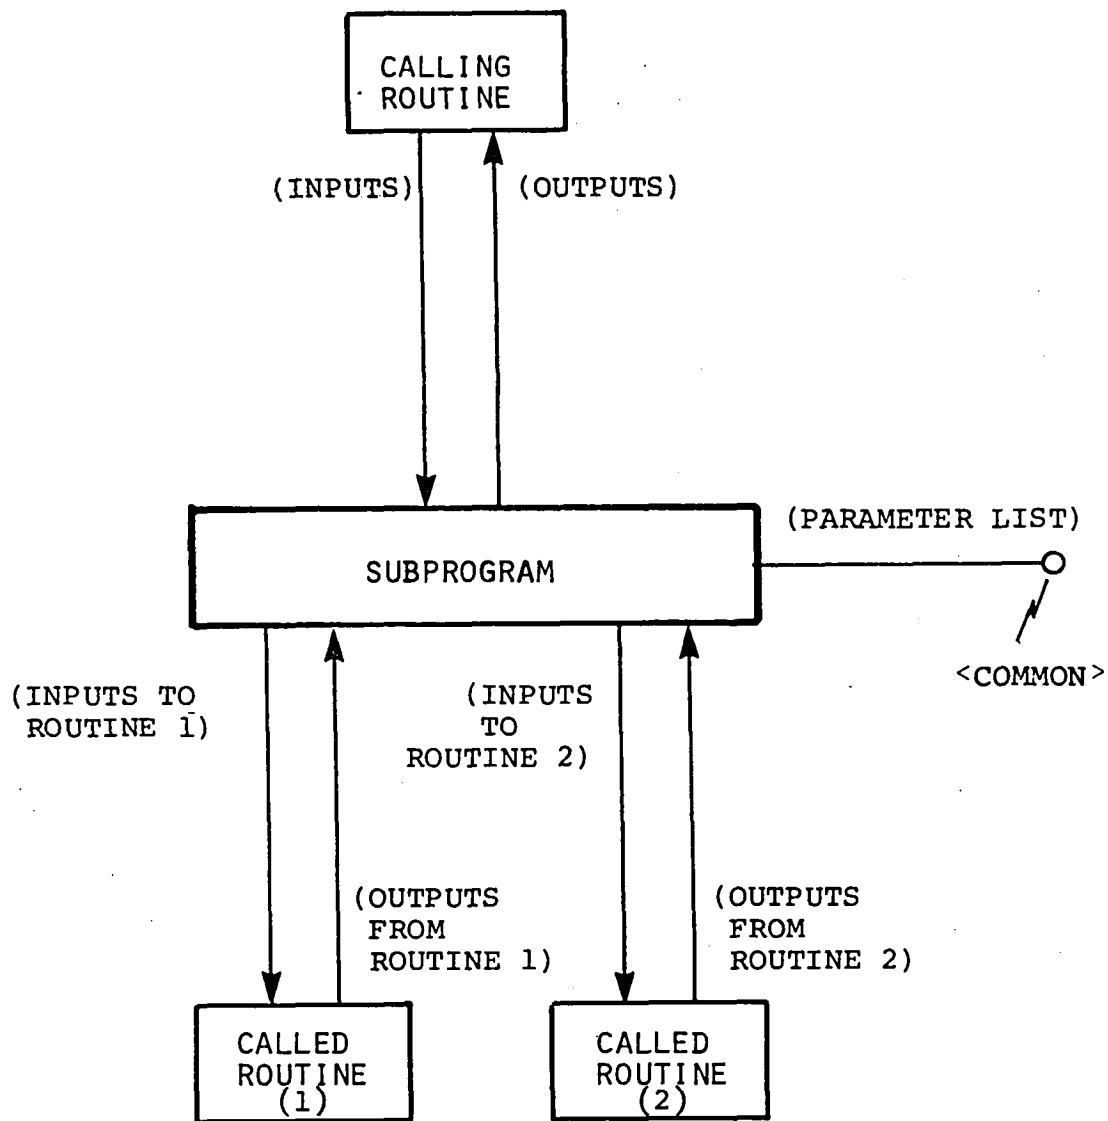 CALLING
ROUTINE
(INPUTS)
(OUTPUTS)
(PARAMETER LIST)
SUBPROGRAM
<COMMON>
(INPUTS TO
ROUTINE 1)
(INPUTS
TO
ROUTINE 2)
(OUTPUTS
FROM
ROUTINE 1)
(OUTPUTS
FROM
ROUTINE 2)
CALLED
ROUTINE
(1)
CALLED
ROUTINE
(2)